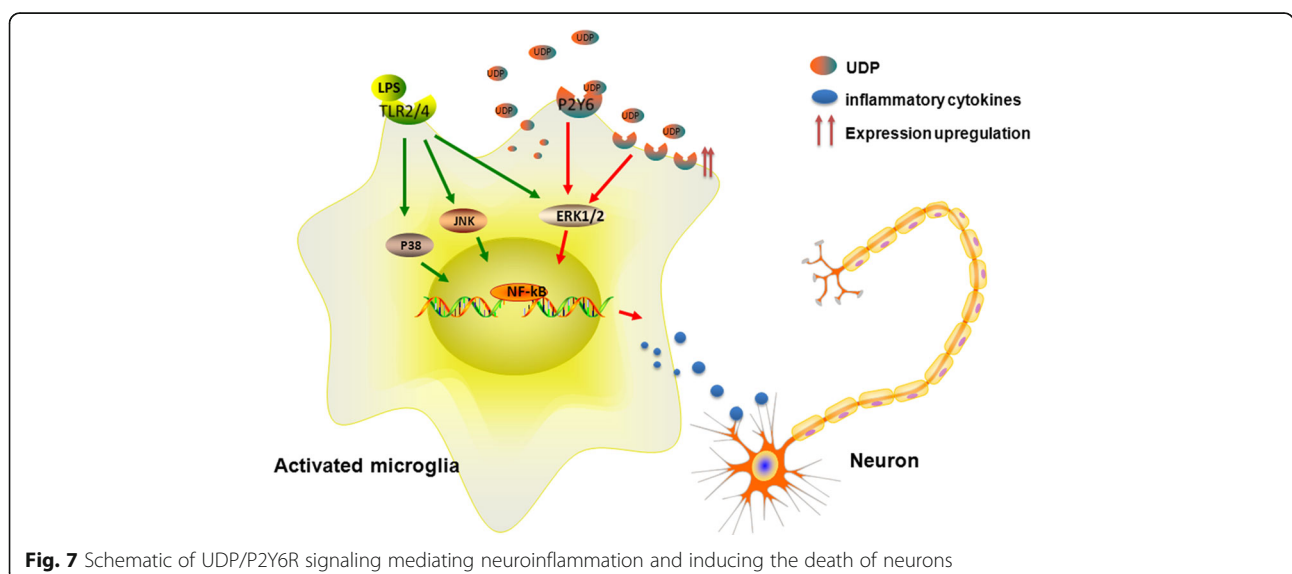 UDP
UDP
UDP
LPS
UDP
UDP
TLR2/4
P2Y6
UDP
UDP
UDP
UDP
inflammatory cytokines
Expression upregulation
JNK
ERK1/2
P38
NF-kB
Activated microglia
Neuron
Fig. 7 Schematic of UDP/P2Y6R signaling mediating neuroinflammation and inducing the death of neurons